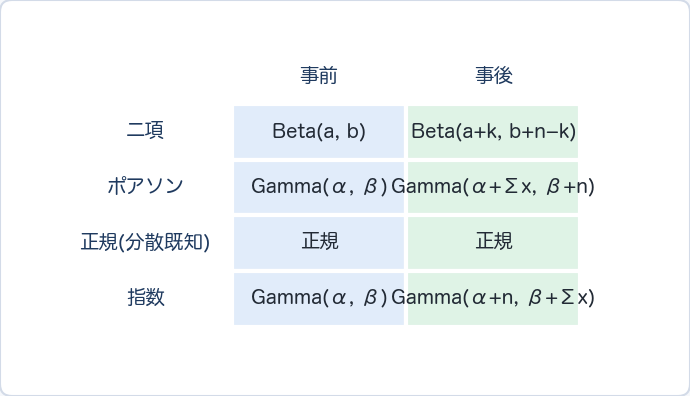 事前 事後
二項 Beta(a, b) Beta(a+k, b+n−k)
ポアソン Gamma(α, β) Gamma(α+Σx, β+n)
正規(分散既知) 正規 正規
指数 Gamma(α, β) Gamma(α+n, β+Σx)